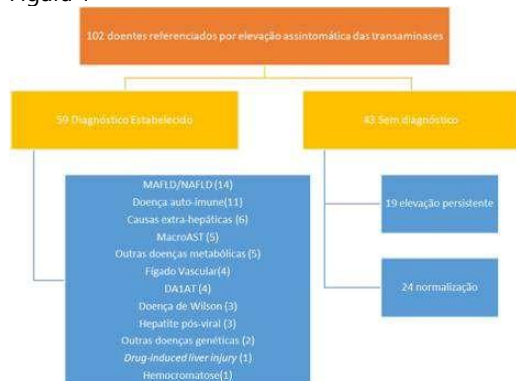 Figura 1
102 doentes referenciados por elevação assintomática das transaminases
59 Diagnóstico Estabelecido
43 Sem diagnóstico
MAFLD/NAFLD (14)
Doença auto-imune(11)
Causas extra-hepáticas (6)
MacroAST (5)
Outras doenças metabólicas (5)
Fígado Vascular(4)
DA1AT (4)
Doença de Wilson (3)
Hepatite pós-viral (3)
Outras doenças genéticas (2)
Drug-induced liver injury (1)
Hemocromatose(1)
19 elevação persistente
24 normalização